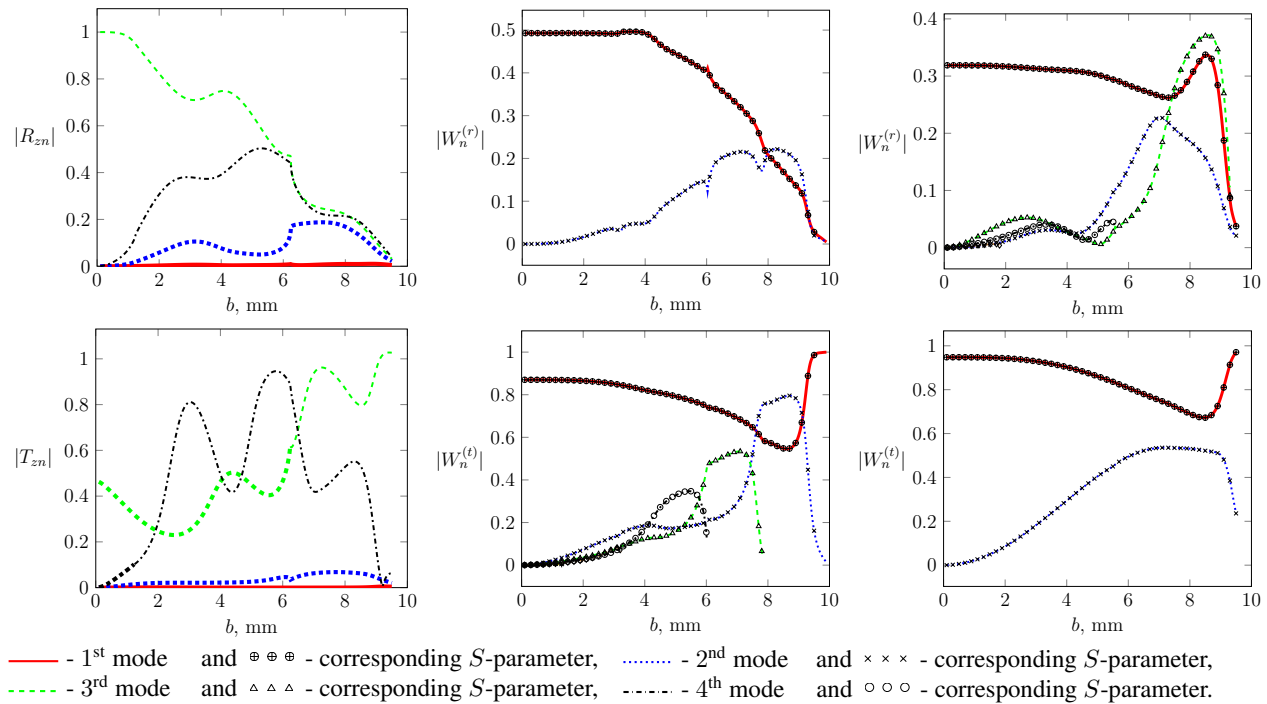 1
0.8
0.6
0.4
0.2
0
|R_{zn}|
0 2 4 6 8 10
b, mm
0.5
0.4
0.3
0.2
0.1
0
|W_n^{(r)}|
0 2 4 6 8 10
b, mm
0.4
0.3
0.2
0.1
0
|W_n^{(r)}|
0 2 4 6 8 10
b, mm
1
0.8
0.6
0.4
0.2
0
|T_{zn}|
0 2 4 6 8 10
b, mm
1
0.8
0.6
0.4
0.2
0
|W_n^{(t)}|
0 2 4 6 8 10
b, mm
1
0.8
0.6
0.4
0.2
0
|W_n^{(t)}|
0 2 4 6 8 10
b, mm
- 1st mode and - corresponding S-parameter, - 2nd mode and - corresponding S-parameter,
- 3rd mode and - corresponding S-parameter, - 4th mode and - corresponding S-parameter.